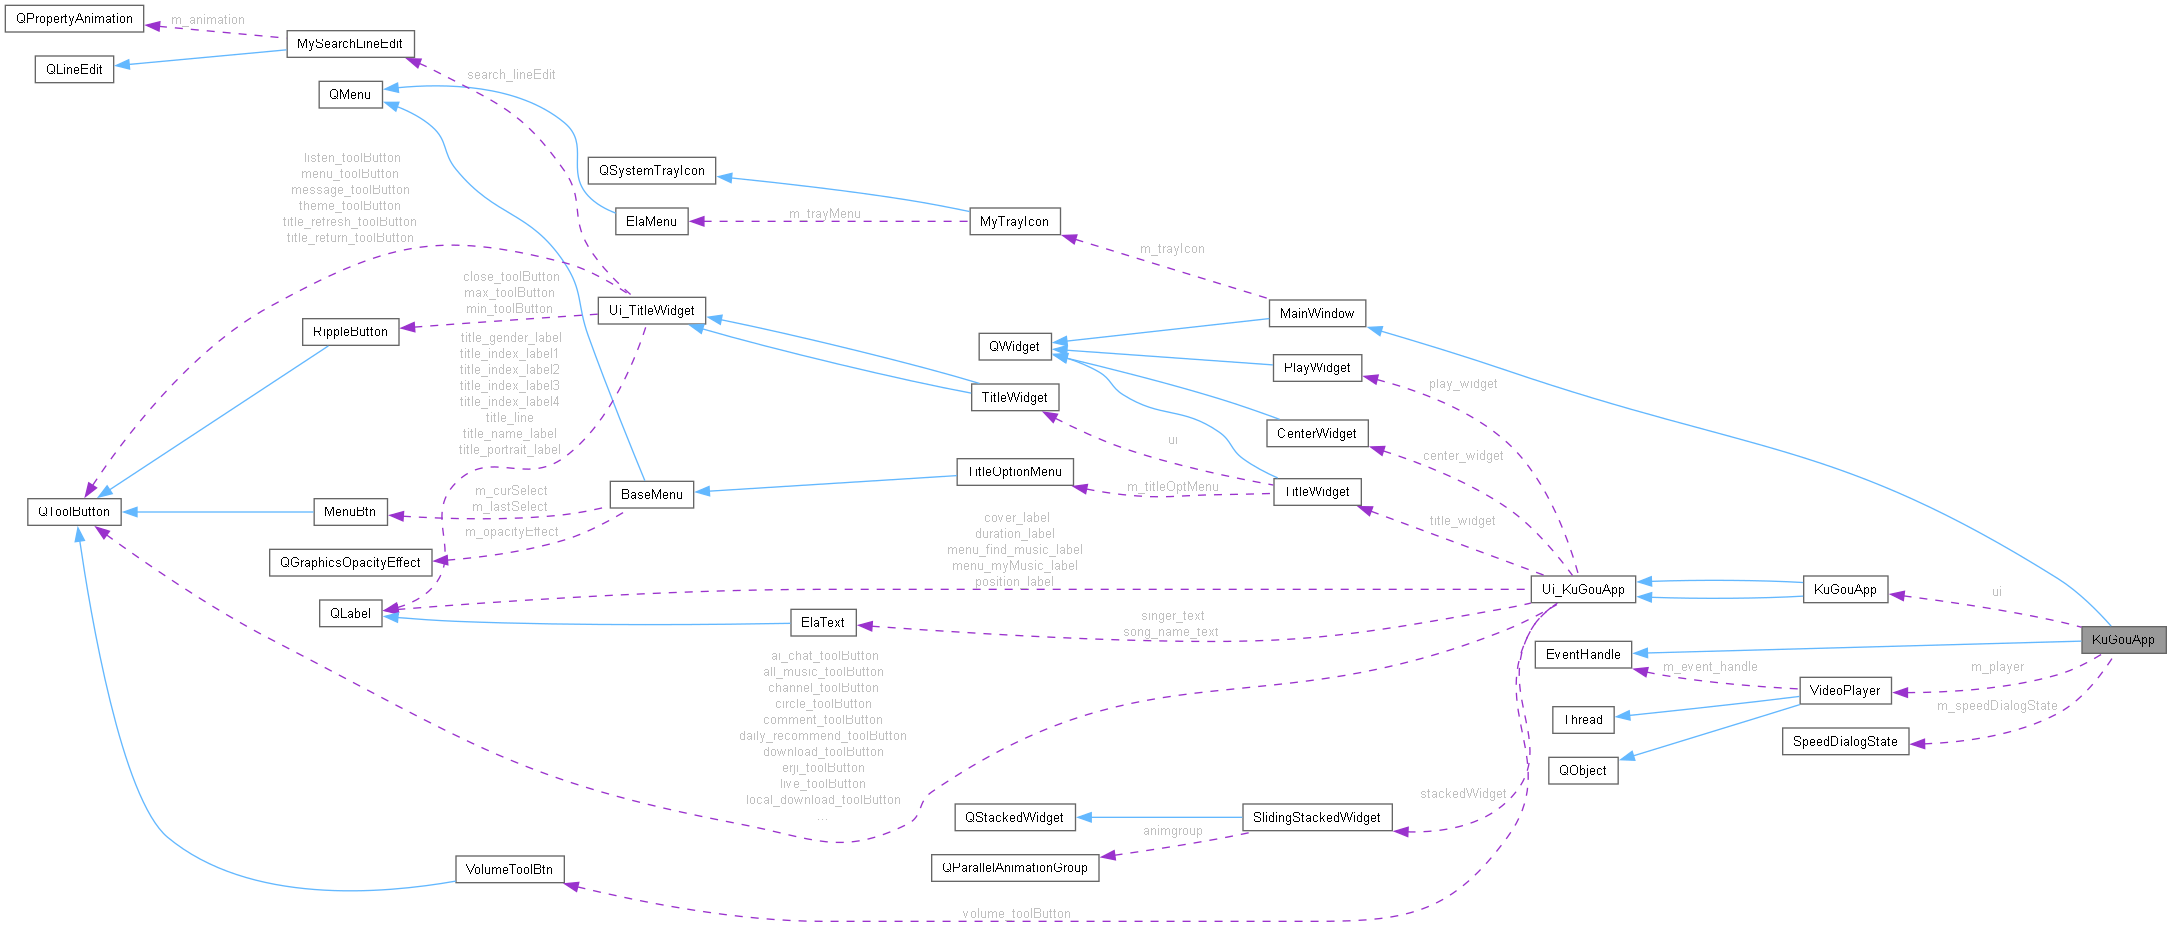 QPropertyAnimation
m_animation
MySearchLineEdit
QLineEdit
search_lineEdit
QMenu
listen_toolButton
menu_toolButton
message_toolButton
theme_toolButton
title_refresh_toolButton
title_return_toolButton
QSystemTrayIcon
ElaMenu
m_trayMenu
MyTrayIcon
m_trayIcon
close_toolButton
max_toolButton
min_toolButton
Ui_TitleWidget
MainWindow
RippleButton
QWidget
title_gender_label
title_index_label1
title_index_label2
title_index_label3
title_index_label4
title_line
title_name_label
title_portrait_label
PlayWidget
play_widget
TitleWidget
ui
CenterWidget
center_widget
TitleOptionMenu
m_titleOptMenu
TitleWidget
title_widget
BaseMenu
m_curSelect
m_lastSelect
QToolButton
MenuBtn
m_opacityEffect
QGraphicsOpacityEffect
cover_label
duration_label
menu_find_music_label
menu_myMusic_label
position_label
Ui_KuGouApp
KuGouApp
ui
QLabel
ElaText
singer_text
song_name_text
KuGouApp
EventHandle
m_event_handle
m_player
VideoPlayer
Thread
m_speedDialogState
SpeedDialogState
QObject
ai_chat_toolButton
all_music_toolButton
channel_toolButton
circle_toolButton
comment_toolButton
daily_recommend_toolButton
download_toolButton
erji_toolButton
live_toolButton
local_download_toolButton
...
stackedWidget
QStackedWidget
SlidingStackedWidget
animgroup
QParallelAnimationGroup
VolumeToolBtn
volume_toolButton